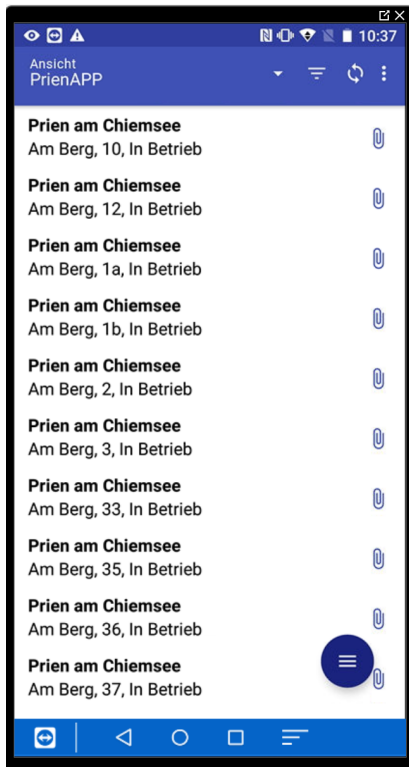 10:37
Ansicht
PrienAPP
Prien am Chiemsee
Am Berg, 10, In Betrieb
Prien am Chiemsee
Am Berg, 12, In Betrieb
Prien am Chiemsee
Am Berg, 1a, In Betrieb
Prien am Chiemsee
Am Berg, 1b, In Betrieb
Prien am Chiemsee
Am Berg, 2, In Betrieb
Prien am Chiemsee
Am Berg, 3, In Betrieb
Prien am Chiemsee
Am Berg, 33, In Betrieb
Prien am Chiemsee
Am Berg, 35, In Betrieb
Prien am Chiemsee
Am Berg, 36, In Betrieb
Prien am Chiemsee
Am Berg, 37, In Betrieb